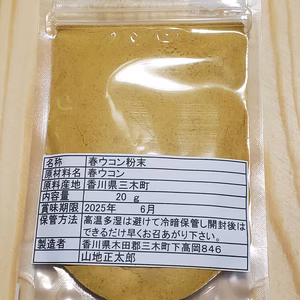 名称 春ウコン粉末
原材料名 春ウコン
原料産地 香川県三木町
内容量 20 g
賞味期限 2025年 6月
保管方法 高温多湿は避けて冷暗保管し開封後は
できるだけ早くお召あがり下さい。
製造者 香川県木田郡三木町下高岡846
山地正太郎